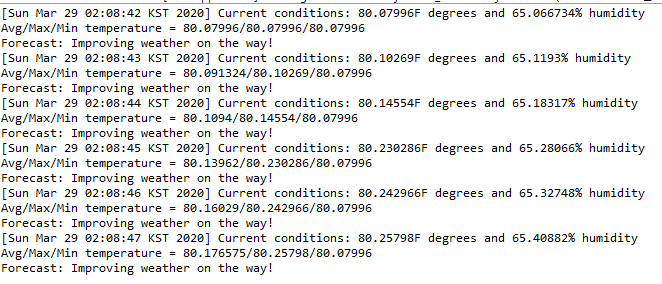 [Sun Mar 29 02:08:42 KST 2020] Current conditions: 80.07996F degrees and 65.066734% humidity
Avg/Max/Min temperature = 80.07996/80.07996/80.07996
Forecast: Improving weather on the way!
[Sun Mar 29 02:08:43 KST 2020] Current conditions: 80.10269F degrees and 65.1193% humidity
Avg/Max/Min temperature = 80.091324/80.10269/80.07996
Forecast: Improving weather on the way!
[Sun Mar 29 02:08:44 KST 2020] Current conditions: 80.14554F degrees and 65.18317% humidity
Avg/Max/Min temperature = 80.1094/80.14554/80.07996
Forecast: Improving weather on the way!
[Sun Mar 29 02:08:45 KST 2020] Current conditions: 80.230286F degrees and 65.28066% humidity
Avg/Max/Min temperature = 80.13962/80.230286/80.07996
Forecast: Improving weather on the way!
[Sun Mar 29 02:08:46 KST 2020] Current conditions: 80.242966F degrees and 65.32748% humidity
Avg/Max/Min temperature = 80.16029/80.242966/80.07996
Forecast: Improving weather on the way!
[Sun Mar 29 02:08:47 KST 2020] Current conditions: 80.25798F degrees and 65.40882% humidity
Avg/Max/Min temperature = 80.176575/80.25798/80.07996
Forecast: Improving weather on the way!